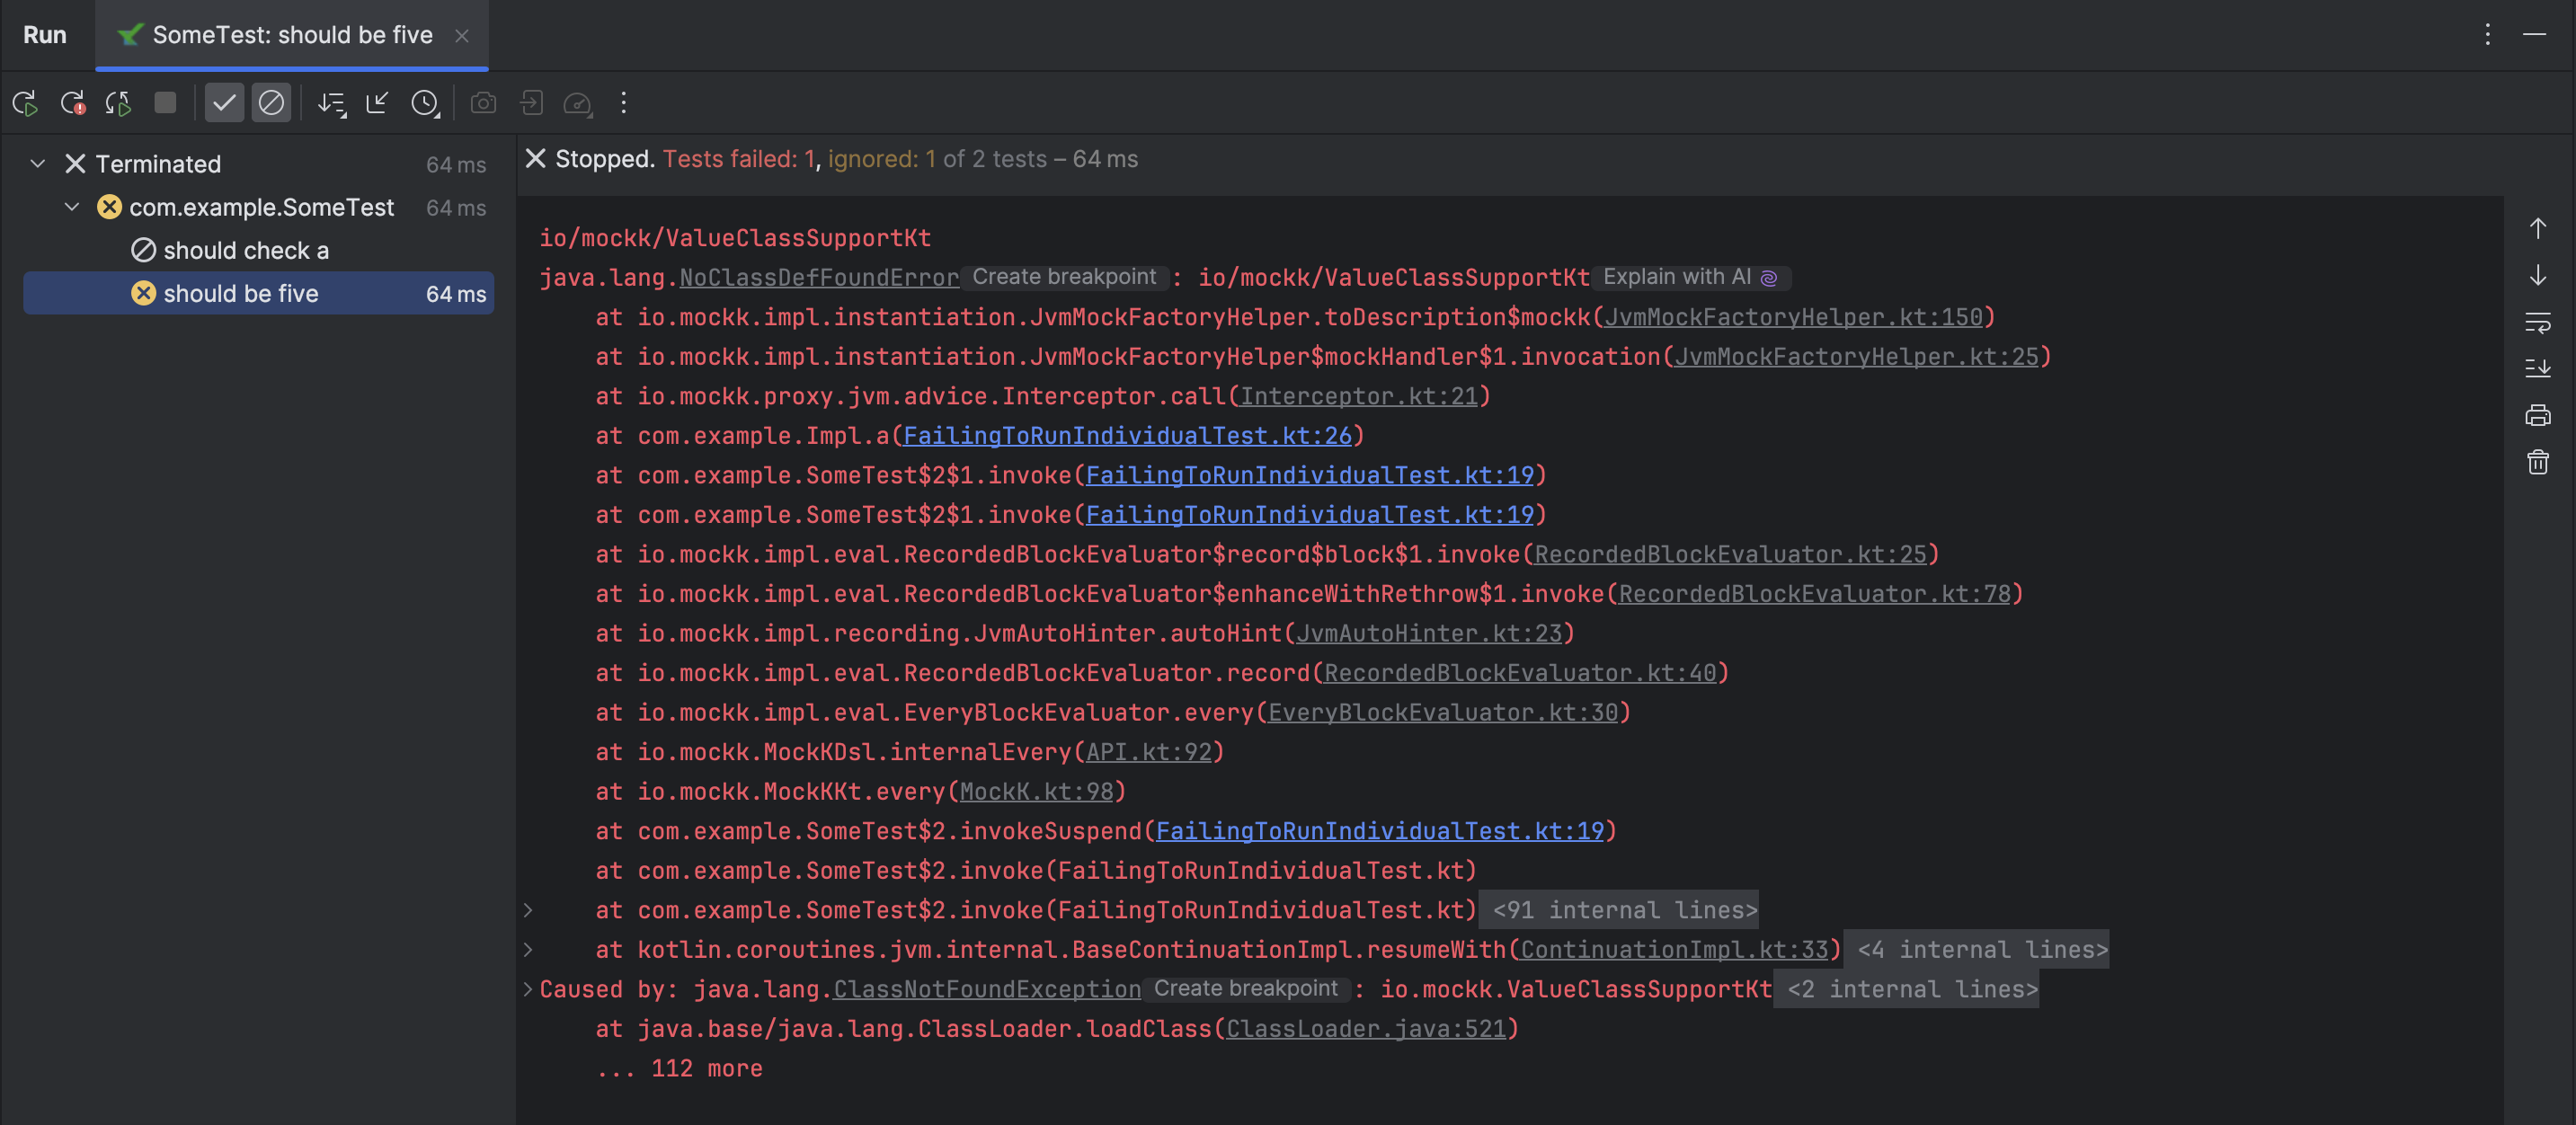 Run SomeTest: should be five
Terminated 64 ms
com.example.SomeTest 64 ms
should check a
should be five 64 ms
Stopped. Tests failed: 1, ignored: 1 of 2 tests – 64 ms
io/mockk/ValueClassSupportKt
java.lang.NoClassDefFoundError Create breakpoint : io/mockk/ValueClassSupportKt Explain with AI
at io.mockk.impl.instantiation.JvmMockFactoryHelper.toDescription$mockk(JvmMockFactoryHelper.kt:150)
at io.mockk.impl.instantiation.JvmMockFactoryHelper$mockHandler$1.invocation(JvmMockFactoryHelper.kt:25)
at io.mockk.proxy.jvm.advice.Interceptor.call(Interceptor.kt:21)
at com.example.Impl.a(FailingToRunIndividualTest.kt:26)
at com.example.SomeTest$2$1.invoke(FailingToRunIndividualTest.kt:19)
at com.example.SomeTest$2$1.invoke(FailingToRunIndividualTest.kt:19)
at io.mockk.impl.eval.RecordedBlockEvaluator$record$block$1.invoke(RecordedBlockEvaluator.kt:25)
at io.mockk.impl.eval.RecordedBlockEvaluator$enhanceWithRethrow$1.invoke(RecordedBlockEvaluator.kt:78)
at io.mockk.impl.recording.JvmAutoHinter.autoHint(JvmAutoHinter.kt:23)
at io.mockk.impl.eval.RecordedBlockEvaluator.record(RecordedBlockEvaluator.kt:40)
at io.mockk.impl.eval.EveryBlockEvaluator.every(EveryBlockEvaluator.kt:30)
at io.mockk.MockKDsl.internalEvery(API.kt:92)
at io.mockk.MockKKt.every(MockK.kt:98)
at com.example.SomeTest$2.invokeSuspend(FailingToRunIndividualTest.kt:19)
at com.example.SomeTest$2.invoke(FailingToRunIndividualTest.kt)
at com.example.SomeTest$2.invoke(FailingToRunIndividualTest.kt) <91 internal lines>
at kotlin.coroutines.jvm.internal.BaseContinuationImpl.resumeWith(ContinuationImpl.kt:33) <4 internal lines>
Caused by: java.lang.ClassNotFoundException Create breakpoint : io.mockk.ValueClassSupportKt <2 internal lines>
at java.base/java.lang.ClassLoader.loadClass(ClassLoader.java:521)
... 112 more